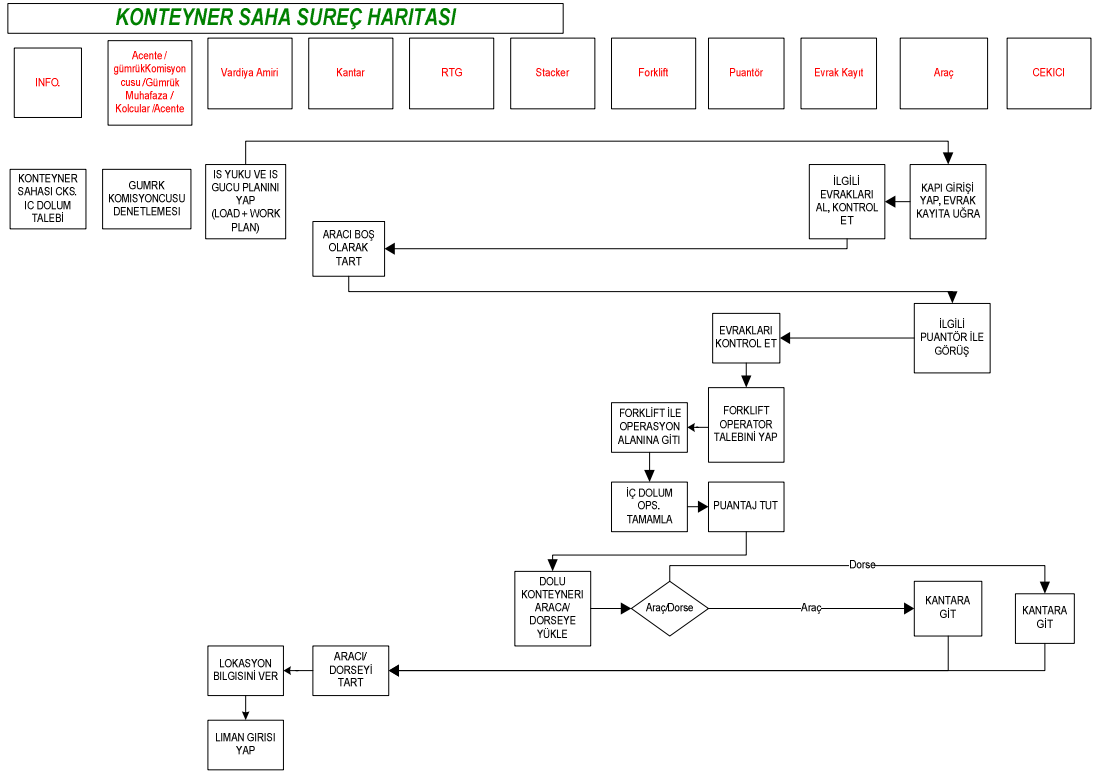 KONTEYNER SAHA SUREÇ HARITASI
INFO.
Acente /
gümrükKomisyon
cusu /Gümrük
Muhafaza /
Kolcular /Acente
Vardiya Amiri
Kantar
RTG
Stacker
Forklift
Puantör
Evrak Kayıt
Araç
CEKICI
KONTEYNER
SAHASI CKS.
IC DOLUM
TALEBİ
GUMRK
KOMISYONCUSU
DENETLEMESI
IS YUKU VE IS
GUCU PLANINI
YAP
(LOAD + WORK
PLAN)
İLGİLİ
EVRAKLARI
AL, KONTROL
ET
KAPI GİRİŞİ
YAP, EVRAK
KAYITA UĞRA
ARACI BOŞ
OLARAK
TART
İLGİLİ
PUANTÖR İLE
GÖRÜŞ
EVRAKLARI
KONTROL ET
FORKLIFT
OPERATOR
TALEBİNİ YAP
FORKLİFT İLE
OPERASYON
ALANINA GİTI
İÇ DOLUM
OPS.
TAMAMLA
PUANTAJ TUT
DOLU
KONTEYNERI
ARACA/
DORSEYE
YÜKLE
Araç/Dorse
Dorse
Araç
KANTARA
GİT
KANTARA
GİT
ARACI/
DORSEYİ
TART
LOKASYON
BILGISINI VER
LIMAN GIRISI
YAP